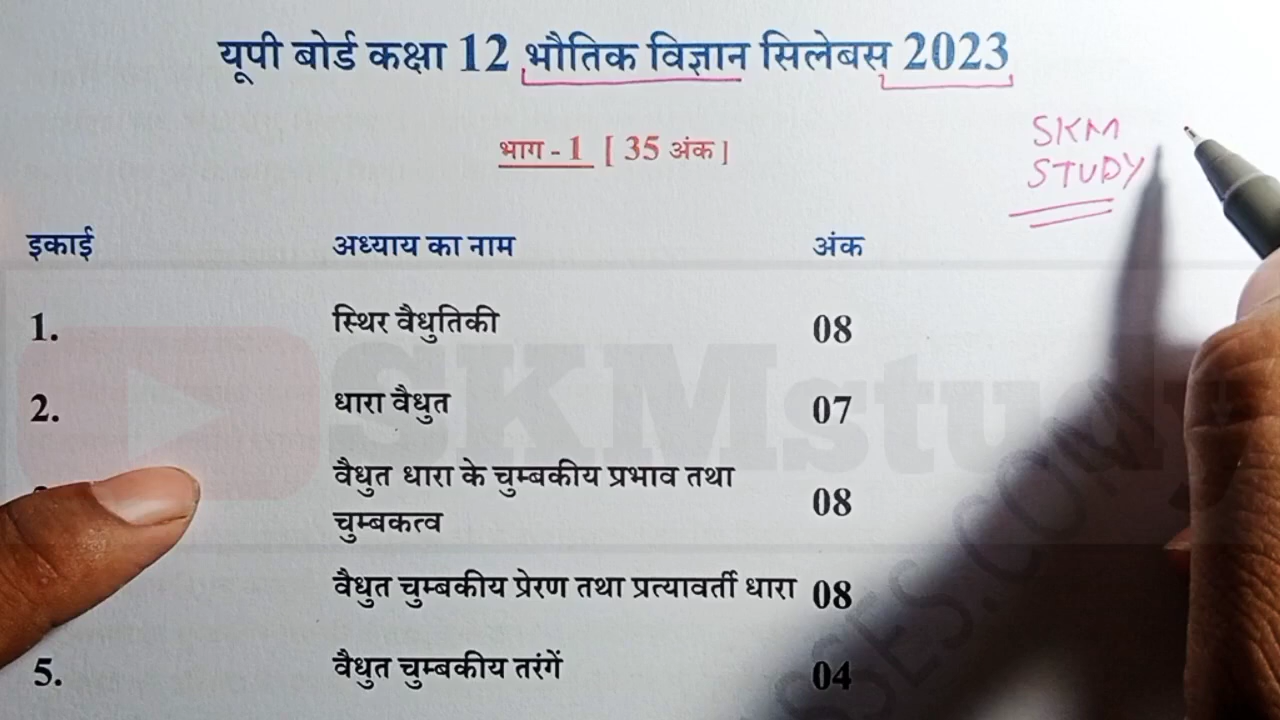 यूपी बोर्ड कक्षा 12 भौतिक विज्ञान सिलेबस 2023
भाग - 1 [ 35 अंक ]
SKM
STUDY
इकाई अध्याय का नाम अंक
1. स्थिर वैधुतिकी 08
2. धारा वैधुत 07
वैधुत धारा के चुम्बकीय प्रभाव तथा
चुम्बकत्व 08
वैधुत चुम्बकीय प्रेरण तथा प्रत्यावर्ती धारा 08
5. वैधुत चुम्बकीय तरंगें 04
SKMstudy